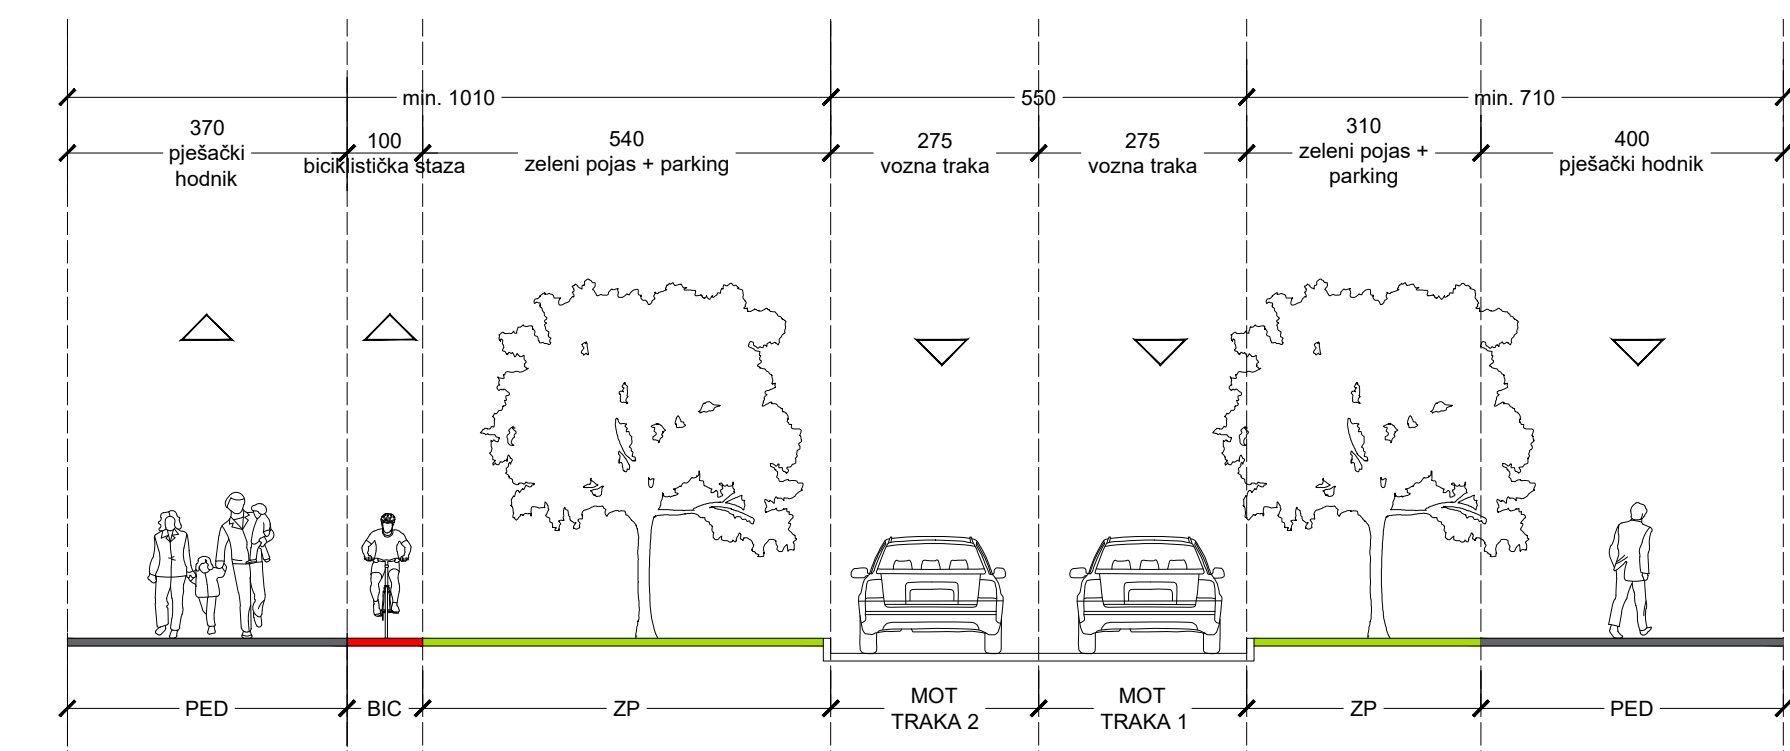 min. 1010
550
min. 710
370
pješački
hodnik
100
biciklistička staza
540
zeleni pojas + parking
275
vozna traka
275
vozna traka
310
zeleni pojas +
parking
400
pješački hodnik
PED
BIC
ZP
MOT
TRAKA 2
MOT
TRAKA 1
ZP
PED